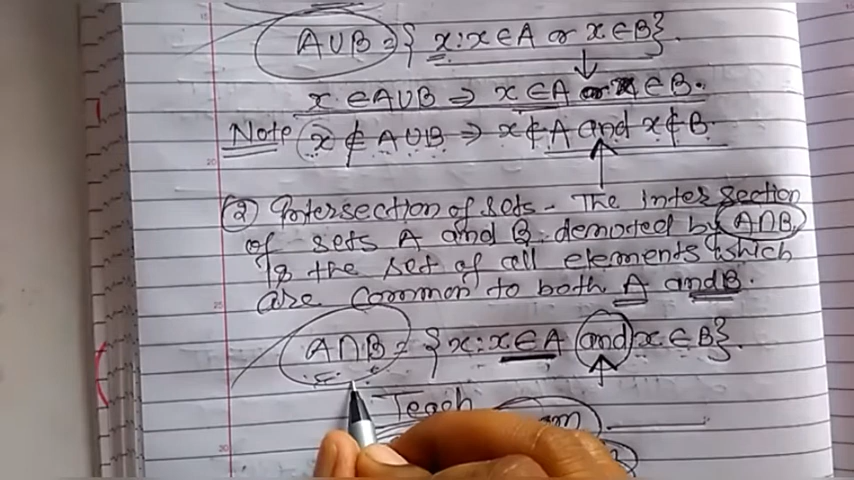 A∪B = { x : x ∈ A or x ∈ B}.
x ∈ A∪B ⇒ x ∈ A or x ∈ B.
Note x ∉ A∪B ⇒ x ∉ A and x ∉ B.
② Intersection of sets - The intersection
of sets A and B denoted by A∩B
is the set of all elements which
are common to both A and B.
A∩B = { x : x ∈ A and x ∈ B}.
Teach